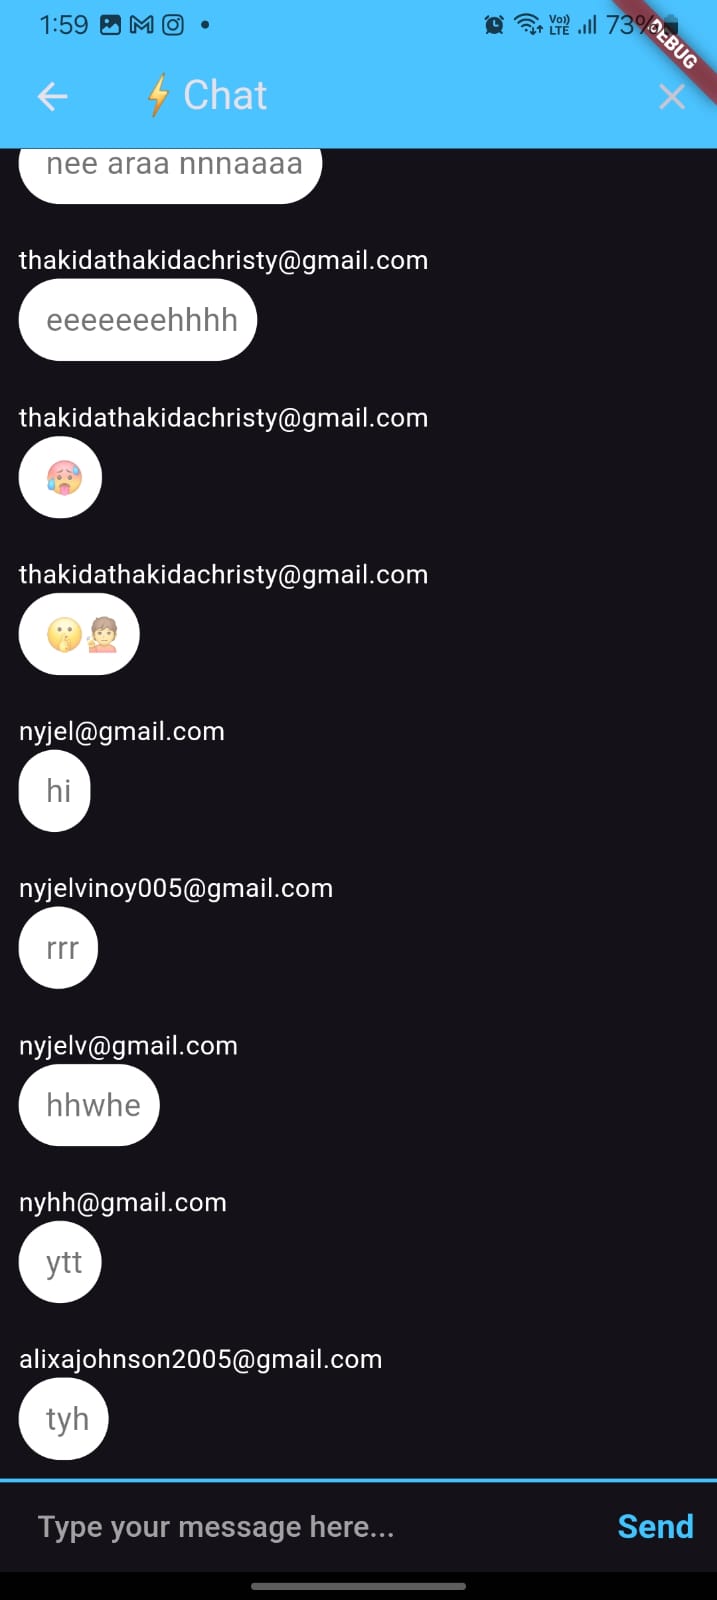 1:59
Vo))
LTE
73%
DEBUG
⚡ Chat
nee araa nnnaaaa
thakidathakidachristy@gmail.com
eeeeeeehhhh
thakidathakidachristy@gmail.com
🥵
thakidathakidachristy@gmail.com
🤫💁
nyjel@gmail.com
hi
nyjelvinoy005@gmail.com
rrr
nyjelv@gmail.com
hhwhe
nyhh@gmail.com
ytt
alixajohnson2005@gmail.com
tyh
Type your message here...
Send